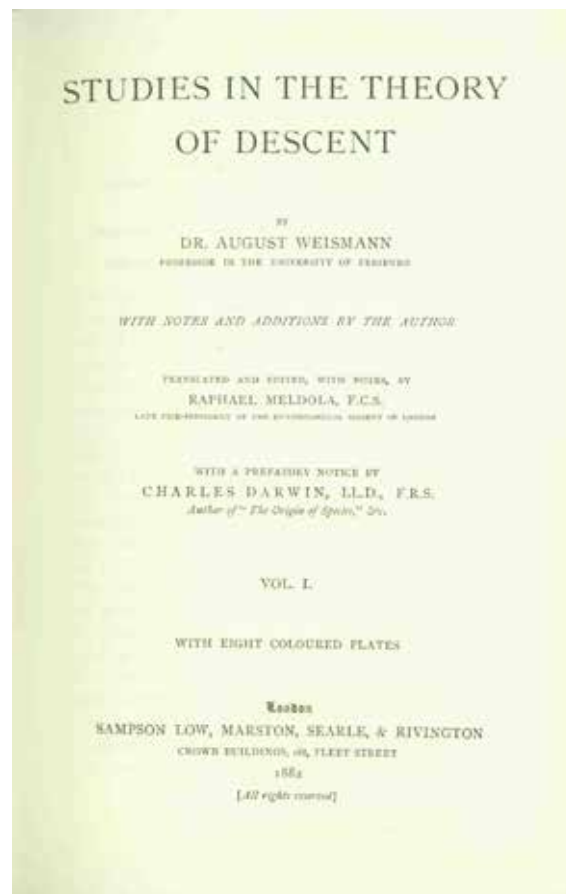 STUDIES IN THE THEORY
OF DESCENT
BY
DR. AUGUST WEISMANN
PROFESSOR IN THE UNIVERSITY OF FREIBURG
WITH NOTES AND ADDITIONS BY THE AUTHOR
TRANSLATED AND EDITED, WITH NOTES, BY
RAPHAEL MELDOLA, F.C.S.
LATE VICE-PRESIDENT OF THE ENTOMOLOGICAL SOCIETY OF LONDON
WITH A PREFATORY NOTICE BY
CHARLES DARWIN, LL.D., F.R.S.
Author of "The Origin of Species," &c.
VOL. I.
WITH EIGHT COLOURED PLATES
London
SAMPSON LOW, MARSTON, SEARLE, & RIVINGTON
CROWN BUILDINGS, 188, FLEET STREET
1882
[All rights reserved]